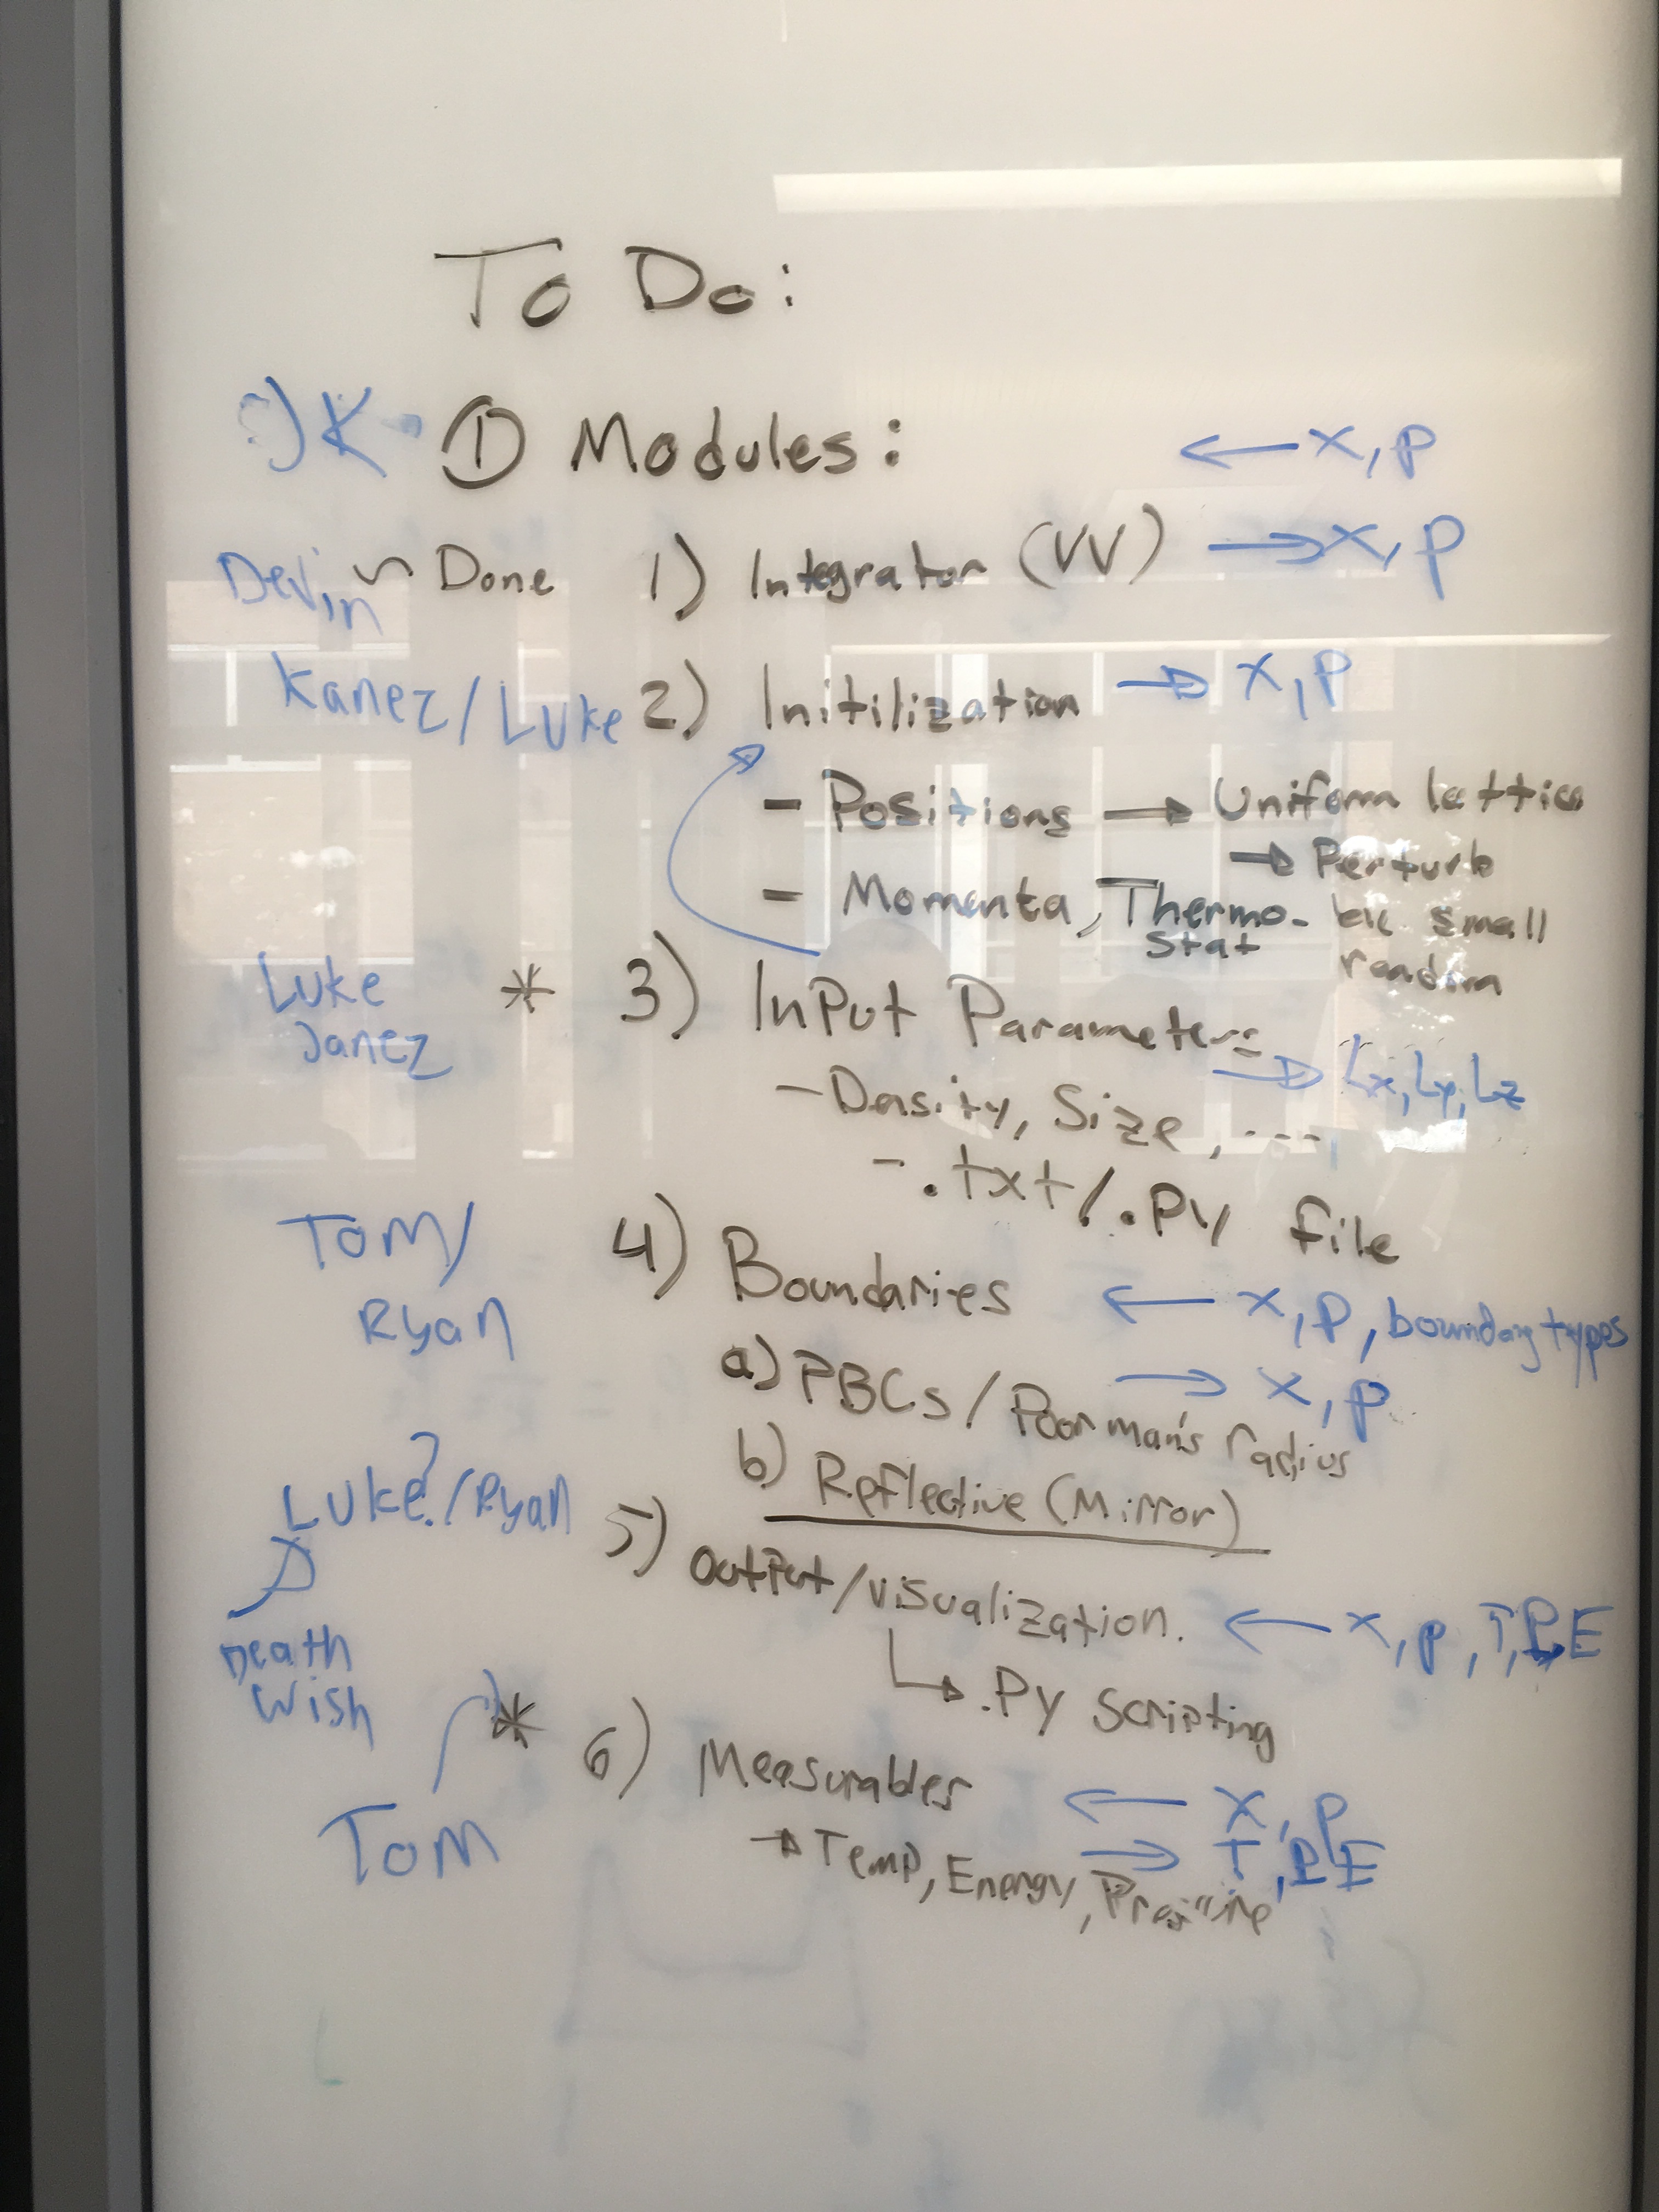 To Do:
K ① Modules: ← x, p
Devin ~ Done 1) Integrator (VV) → x, p
Kanez / Luke 2) Initilization → x, p
- Positions → Uniform lattice
→ Perturb
- Momenta, Thermo- by small
stat random
Luke * 3) InPut Parameters
Janez → Lx, Ly, Lz
- Density, Size, ...
- .txt / .Py file
Tom/ 4) Boundaries ← x, p, boundary types
Ryan
a) PBCs / Poor man's radius → x, p
b) Reflective (Mirror)
Luke? / Ryan 5) OutPut / visualization. ← x, p, T, P, E
Death ↳ .Py Scripting
Wish
* 6) Measurables ← x, p
Tom → Temp, Energy, Pressure → T, P, E